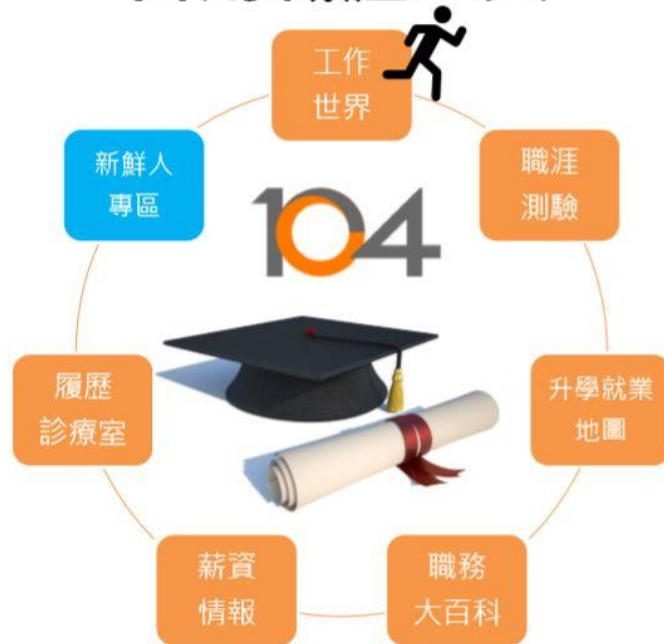 工作
世界
職涯
測驗
升學就業
地圖
職務
大百科
薪資
情報
履歷
診療室
新鮮人
專區
104